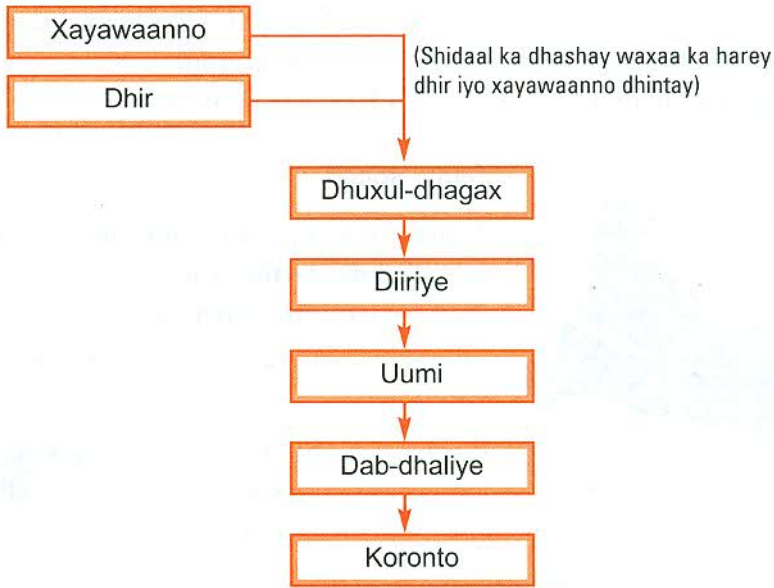 Xayawaanno
(Shidaal ka dhashay waxaa ka harey
dhir iyo xayawaanno dhintay)
Dhir
Dhuxul-dhagax
Diiriye
Uumi
Dab-dhaliye
Koronto